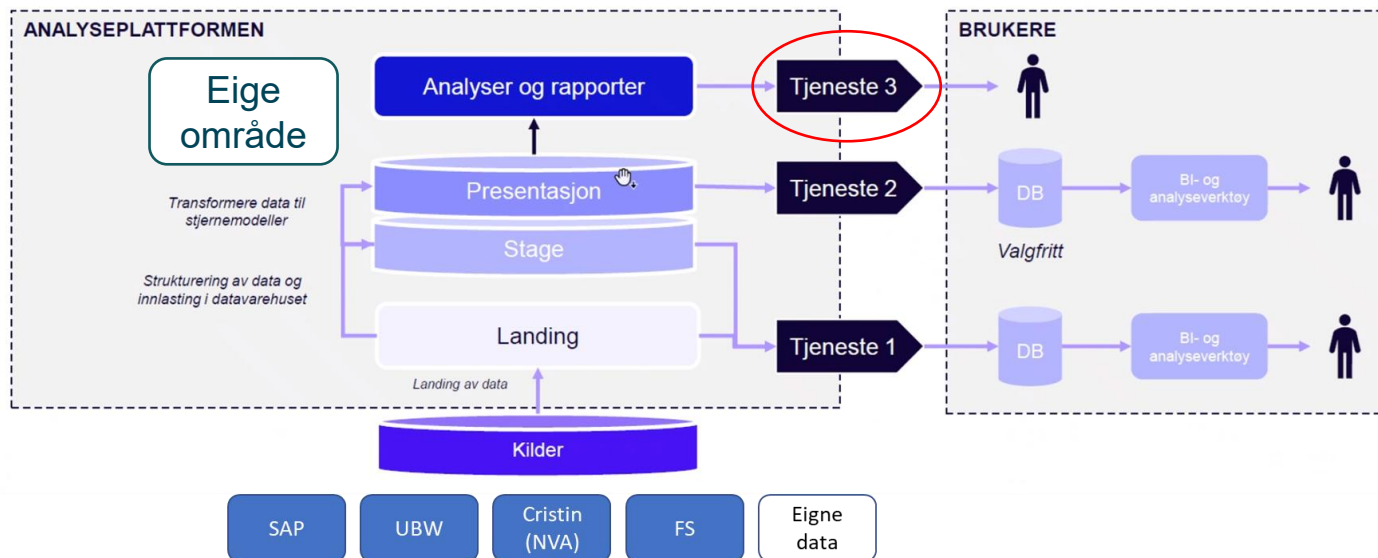 ANALYSEPLATTFORMEN
BRUKERE
Eige
område
Analyser og rapporter
Tjeneste 3
Transformere data til
stjernemodeller
Presentasjon
Tjeneste 2
DB
BI- og
analyseverktøy
Valgfritt
Stage
Strukturering av data og
innlasting i datavarehuset
Landing
Tjeneste 1
DB
BI- og
analyseverktøy
Landing av data
Kilder
SAP
UBW
Cristin
(NVA)
FS
Eigne
data